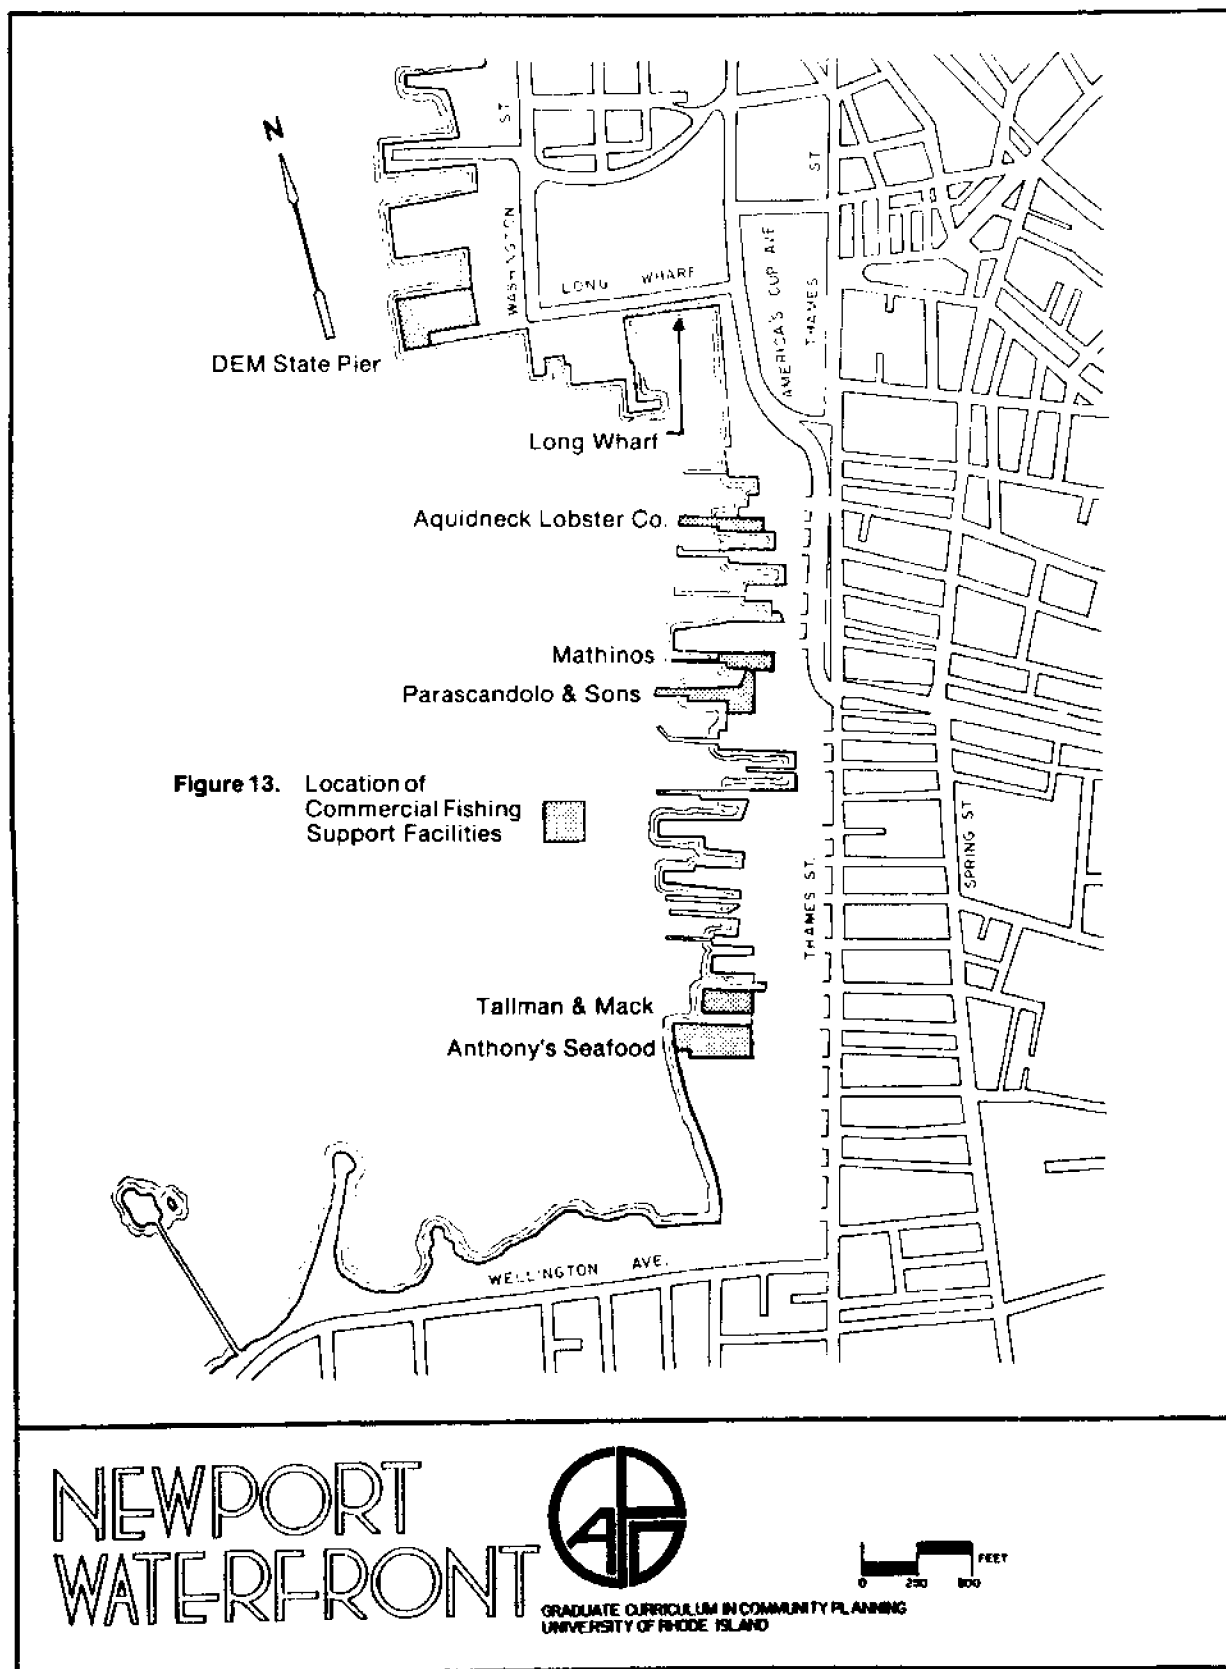 N
ST.
WASHINGTON
LONG WHARF
AMERICA'S CUP AVE
THAMES ST
DEM State Pier
Long Wharf
Aquidneck Lobster Co.
Mathinos
Parascandolo & Sons
Figure 13. Location of
Commercial Fishing
Support Facilities
THAMES ST.
SPRING ST
Tallman & Mack
Anthony's Seafood
WELLINGTON AVE.
NEWPORT
WATERFRONT
GRADUATE CURRICULUM IN COMMUNITY PLANNING
UNIVERSITY OF RHODE ISLAND
FEET
0